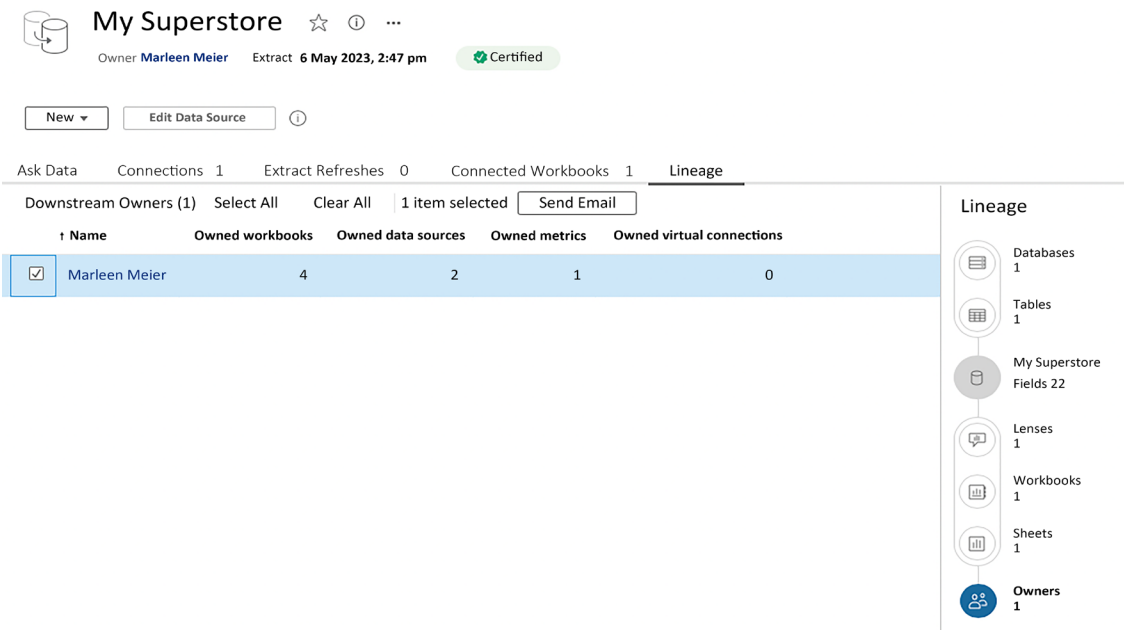 My Superstore
Owner Marleen Meier Extract 6 May 2023, 2:47 pm Certified
New Edit Data Source
Ask Data Connections 1 Extract Refreshes 0 Connected Workbooks 1 Lineage
Downstream Owners (1) Select All Clear All 1 item selected Send Email
↑ Name Owned workbooks Owned data sources Owned metrics Owned virtual connections
Marleen Meier 4 2 1 0
Lineage
Databases
1
Tables
1
My Superstore
Fields 22
Lenses
1
Workbooks
1
Sheets
1
Owners
1